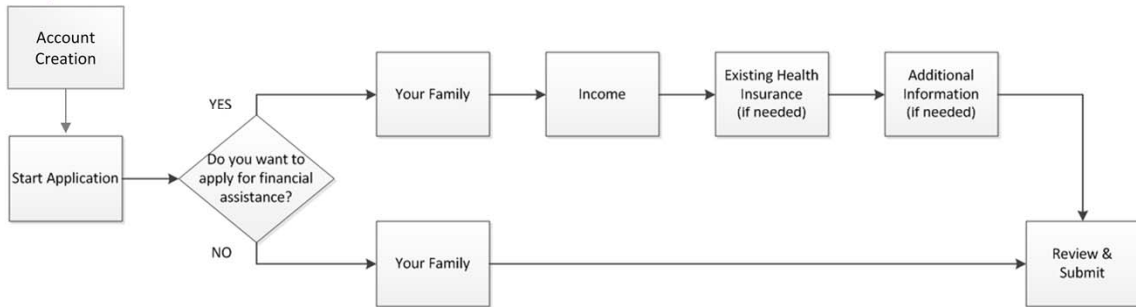 Account
Creation
Start Application
YES
Do you want to
apply for financial
assistance?
NO
Your Family
Income
Existing Health
Insurance
(if needed)
Additional
Information
(if needed)
Your Family
Review &
Submit